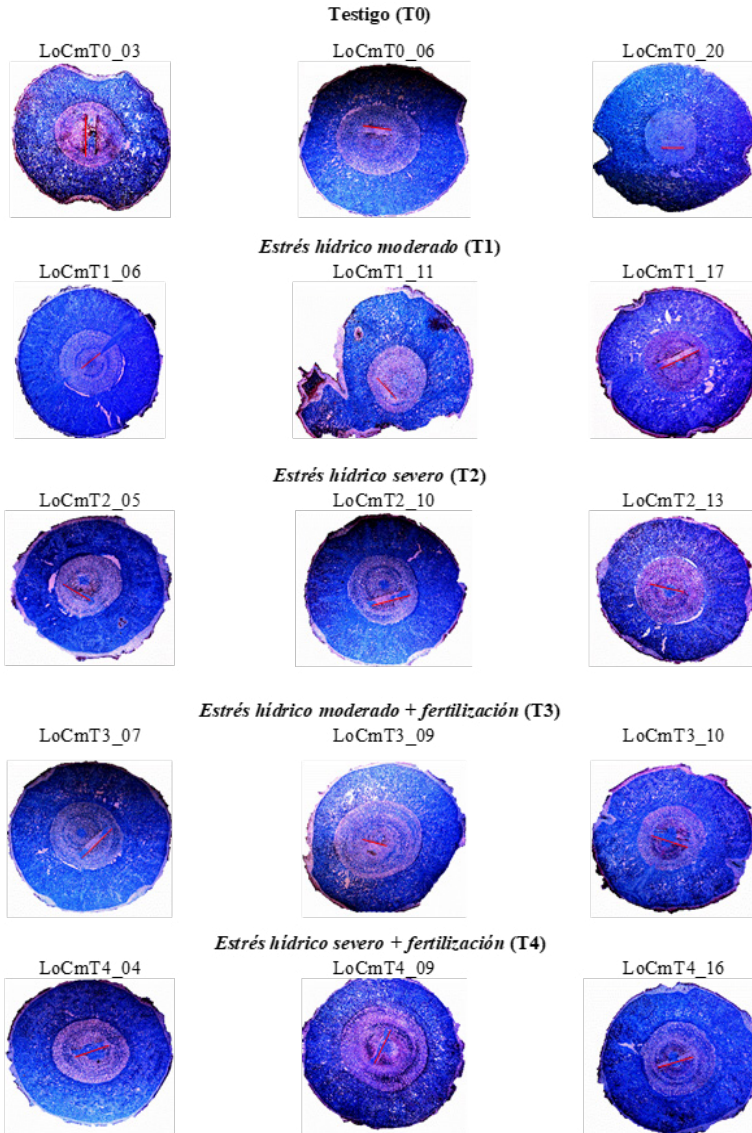 Testigo (T0)
LoCmT0_03 LoCmT0_06 LoCmT0_20
Estrés hídrico moderado (T1)
LoCmT1_06 LoCmT1_11 LoCmT1_17
Estrés hídrico severo (T2)
LoCmT2_05 LoCmT2_10 LoCmT2_13
Estrés hídrico moderado + fertilización (T3)
LoCmT3_07 LoCmT3_09 LoCmT3_10
Estrés hídrico severo + fertilización (T4)
LoCmT4_04 LoCmT4_09 LoCmT4_16